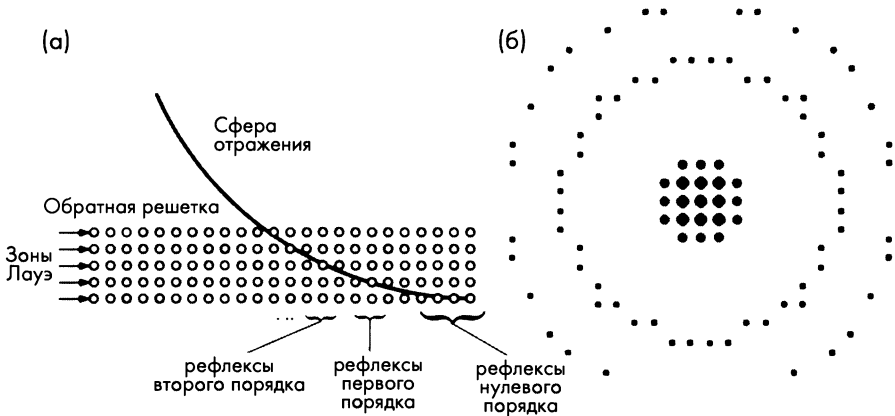 (а)
(б)
Сфера
отражения
Обратная решетка
Зоны
Лауэ
...
рефлексы
второго порядка
рефлексы
первого
порядка
рефлексы
нулевого
порядка